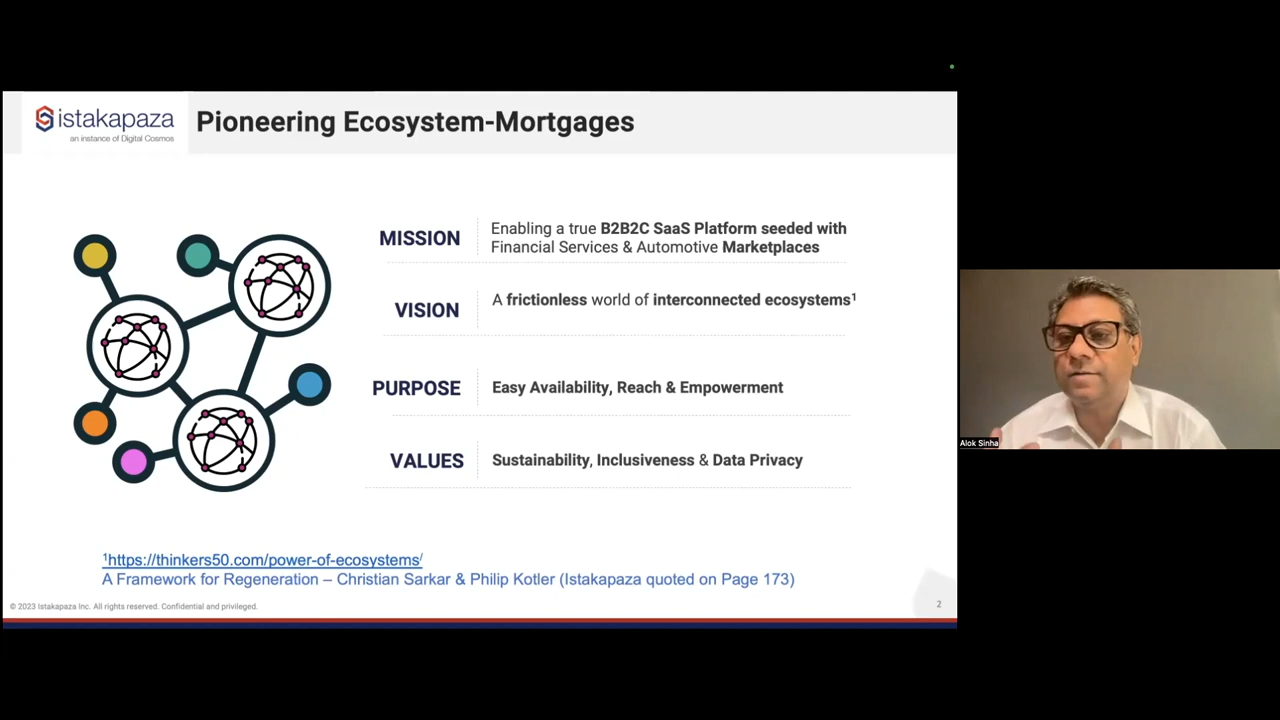 istakapaza
an instance of Digital Cosmos
Pioneering Ecosystem-Mortgages
MISSION
Enabling a true B2B2C SaaS Platform seeded with
Financial Services & Automotive Marketplaces
VISION
A frictionless world of interconnected ecosystems¹
PURPOSE
Easy Availability, Reach & Empowerment
VALUES
Sustainability, Inclusiveness & Data Privacy
¹https://thinkers50.com/power-of-ecosystems/
A Framework for Regeneration – Christian Sarkar & Philip Kotler (Istakapaza quoted on Page 173)
© 2023 Istakapaza Inc. All rights reserved. Confidential and privileged.
2
Alok Sinha